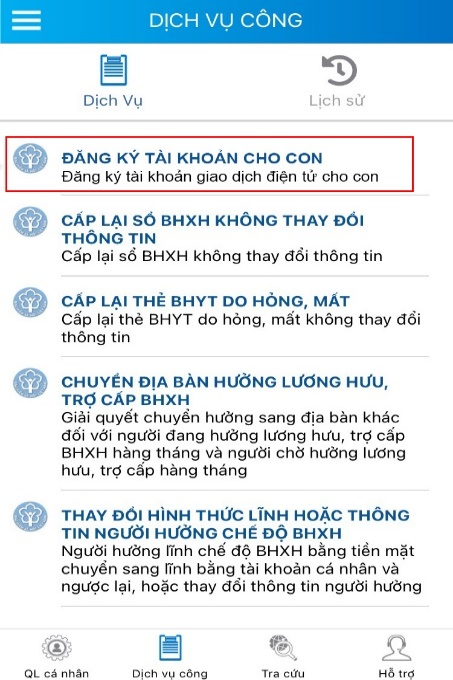 DỊCH VỤ CÔNG
Dịch Vụ
Lịch sử
ĐĂNG KÝ TÀI KHOẢN CHO CON
Đăng ký tài khoản giao dịch điện tử cho con
CẤP LẠI SỔ BHXH KHÔNG THAY ĐỔI
THÔNG TIN
Cấp lại sổ BHXH không thay đổi thông tin
CẤP LẠI THẺ BHYT DO HỎNG, MẤT
Cấp lại thẻ BHYT do hỏng, mất không thay đổi
thông tin
CHUYỂN ĐỊA BÀN HƯỞNG LƯƠNG HƯU,
TRỢ CẤP BHXH
Giải quyết chuyển hưởng sang địa bàn khác
đối với người đang hưởng lương hưu, trợ cấp
BHXH hàng tháng và người chờ hưởng lương
hưu, trợ cấp hàng tháng
THAY ĐỔI HÌNH THỨC LĨNH HOẶC THÔNG
TIN NGƯỜI HƯỞNG CHẾ ĐỘ BHXH
Người hưởng lĩnh chế độ BHXH bằng tiền mặt
chuyển sang lĩnh bằng tài khoản cá nhân và
ngược lại, hoặc thay đổi thông tin người hưởng
QL cá nhân
Dịch vụ công
Tra cứu
Hỗ trợ